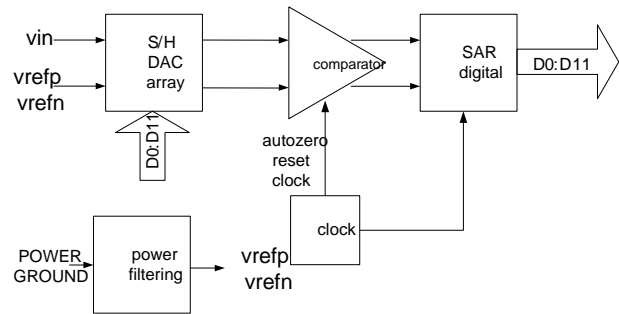 vin
vrefp
vrefn
S/H
DAC
array
comparator
SAR
digital
D0:D11
D0:D11
autozero
reset
clock
clock
POWER
GROUND
power
filtering
vrefp
vrefn